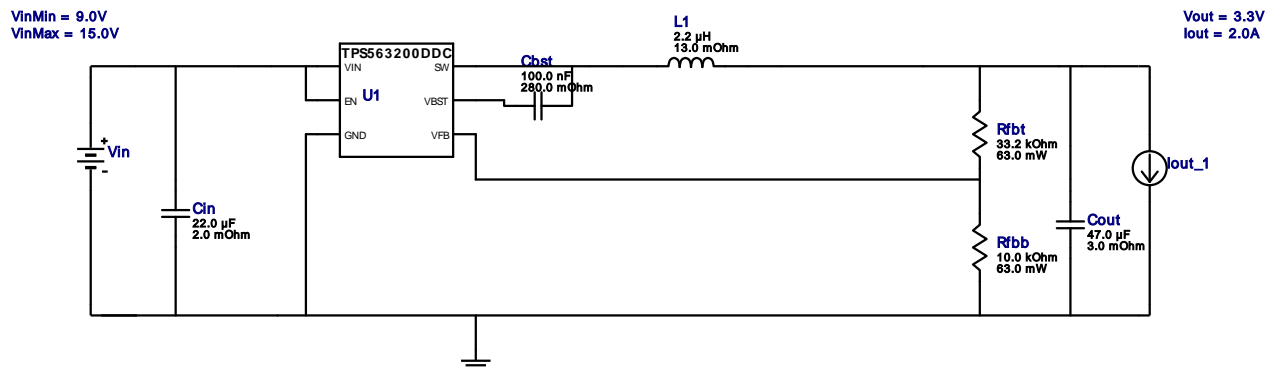 VinMin = 9.0V
VinMax = 15.0V
Vout = 3.3V
Iout = 2.0A
L1
2.2 µH
13.0 mOhm
TPS563200DDC
VIN
SW
EN
U1
VBST
GND
VFB
Cbst
100.0 nF
280.0 mOhm
+
Vin
-
Cin
22.0 µF
2.0 mOhm
Rfbt
33.2 kOhm
63.0 mW
Iout_1
Rfbb
10.0 kOhm
63.0 mW
Cout
47.0 µF
3.0 mOhm